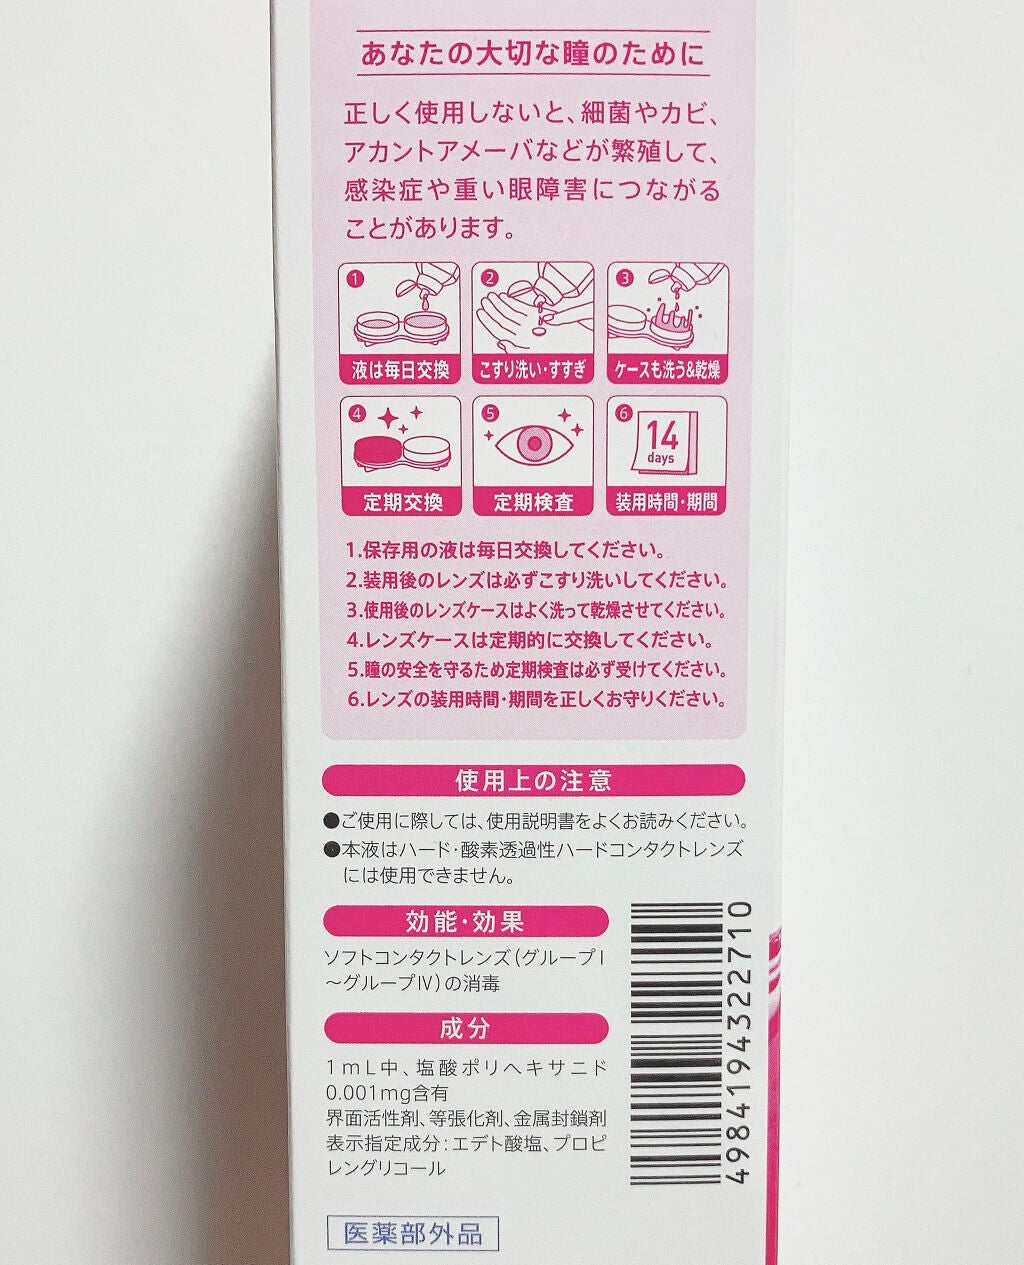 あなたの大切な瞳のために
正しく使用しないと、細菌やカビ、
アカントアメーバなどが繁殖して、
感染症や重い眼障害につながる
ことがあります。
1
液は毎日交換
2
こすり洗い・すすぎ
3
ケースも洗う&乾燥
4
定期交換
5
定期検査
6
14
days
装用時間・期間
1.保存用の液は毎日交換してください。
2.装用後のレンズは必ずこすり洗いしてください。
3.使用後のレンズケースはよく洗って乾燥させてください。
4.レンズケースは定期的に交換してください。
5.瞳の安全を守るため定期検査は必ず受けてください。
6.レンズの装用時間・期間を正しくお守りください。
使用上の注意
●ご使用に際しては、使用説明書をよくお読みください。
●本液はハード・酸素透過性ハードコンタクトレンズ
には使用できません。
効能・効果
ソフトコンタクトレンズ(グループI
～グループIV)の消毒
成分
1mL中、塩酸ポリヘキサニド
0.001mg含有
界面活性剤、等張化剤、金属封鎖剤
表示指定成分:エデト酸塩、プロピ
レングリコール
4984194322710
医薬部外品